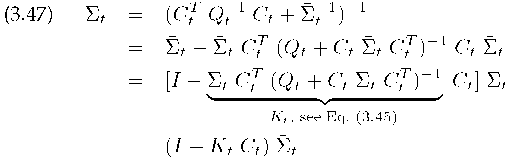 (3.47) Σ_t = (C_t^T Q_t^{-1} C_t + Σ̄_t^{-1})^{-1}
= Σ̄_t − Σ̄_t C_t^T (Q_t + C_t Σ̄_t C_t^T)^{-1} C_t Σ̄_t
= [I − Σ̄_t C_t^T (Q_t + C_t Σ̄_t C_t^T)^{-1} C_t] Σ̄_t
K_t, see Eq. (3.45)
(I − K_t C_t) Σ̄_t